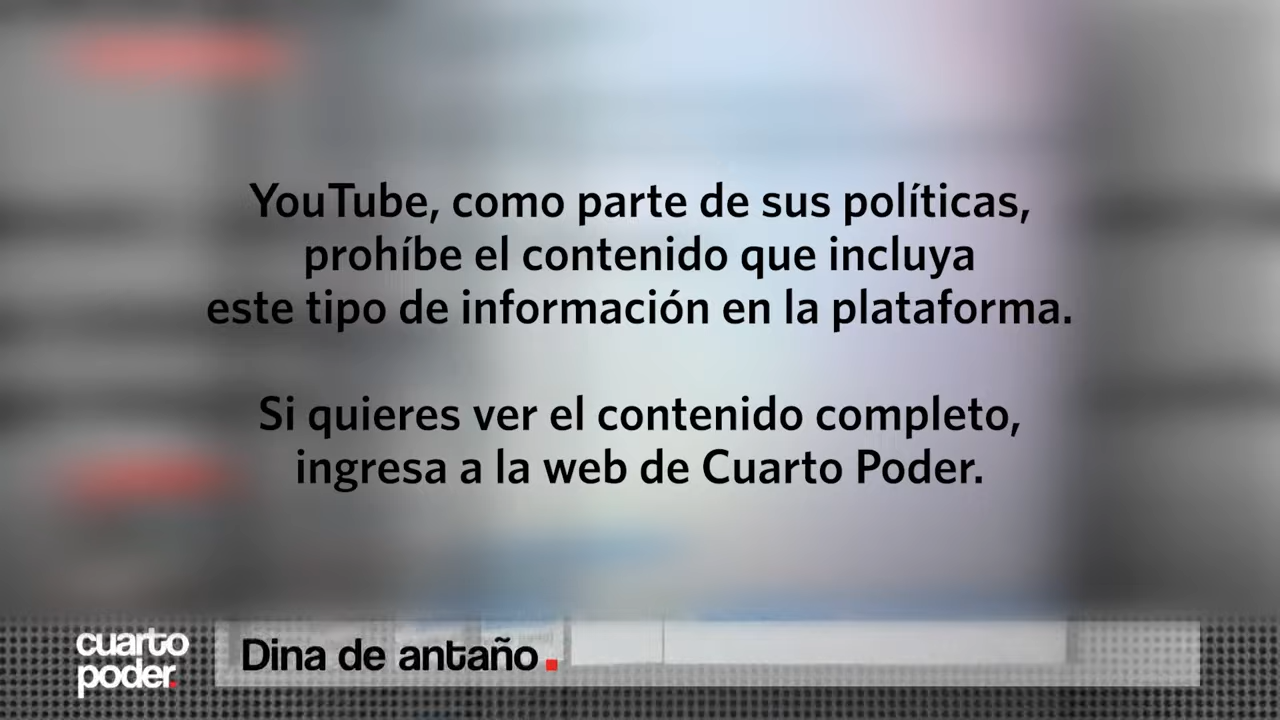 YouTube, como parte de sus políticas,
prohíbe el contenido que incluya
este tipo de información en la plataforma.
Si quieres ver el contenido completo,
ingresa a la web de Cuarto Poder.
cuarto
poder.
Dina de antaño.